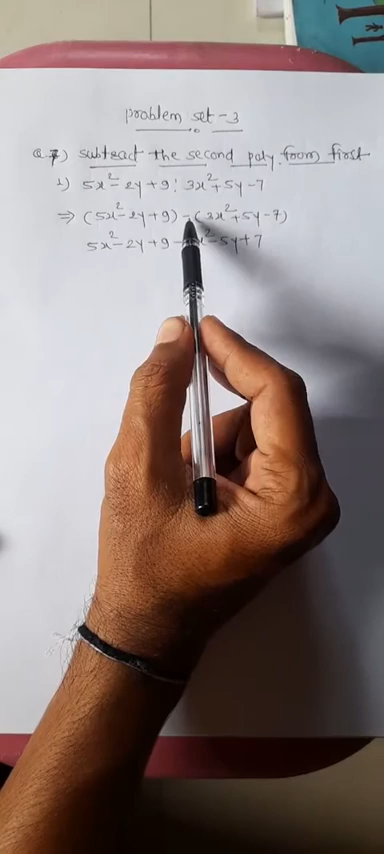 problem set - 3
Q.7) subtract the second poly. from first
1) 5x²- 2y + 9 ; 3x²+ 5y - 7
⇒ (5x²- 2y + 9) - (3x²+ 5y - 7)
5x²- 2y + 9 - x²- 5y + 7